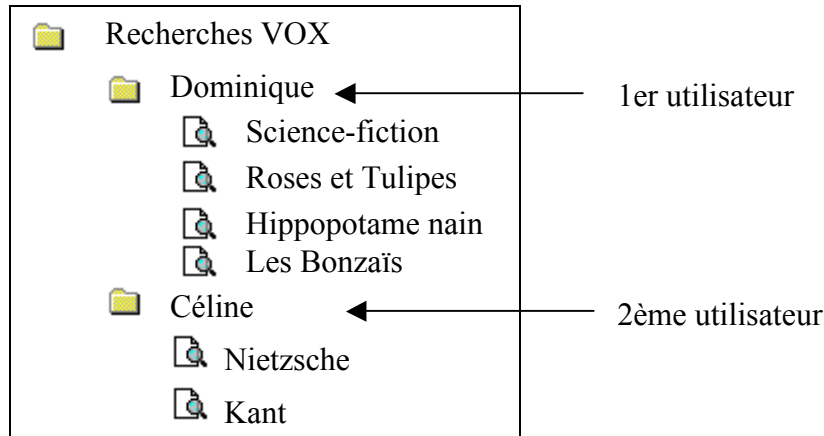 Recherches VOX
Dominique
1er utilisateur
Science-fiction
Roses et Tulipes
Hippopotame nain
Les Bonzaïs
Céline
2ème utilisateur
Nietzsche
Kant